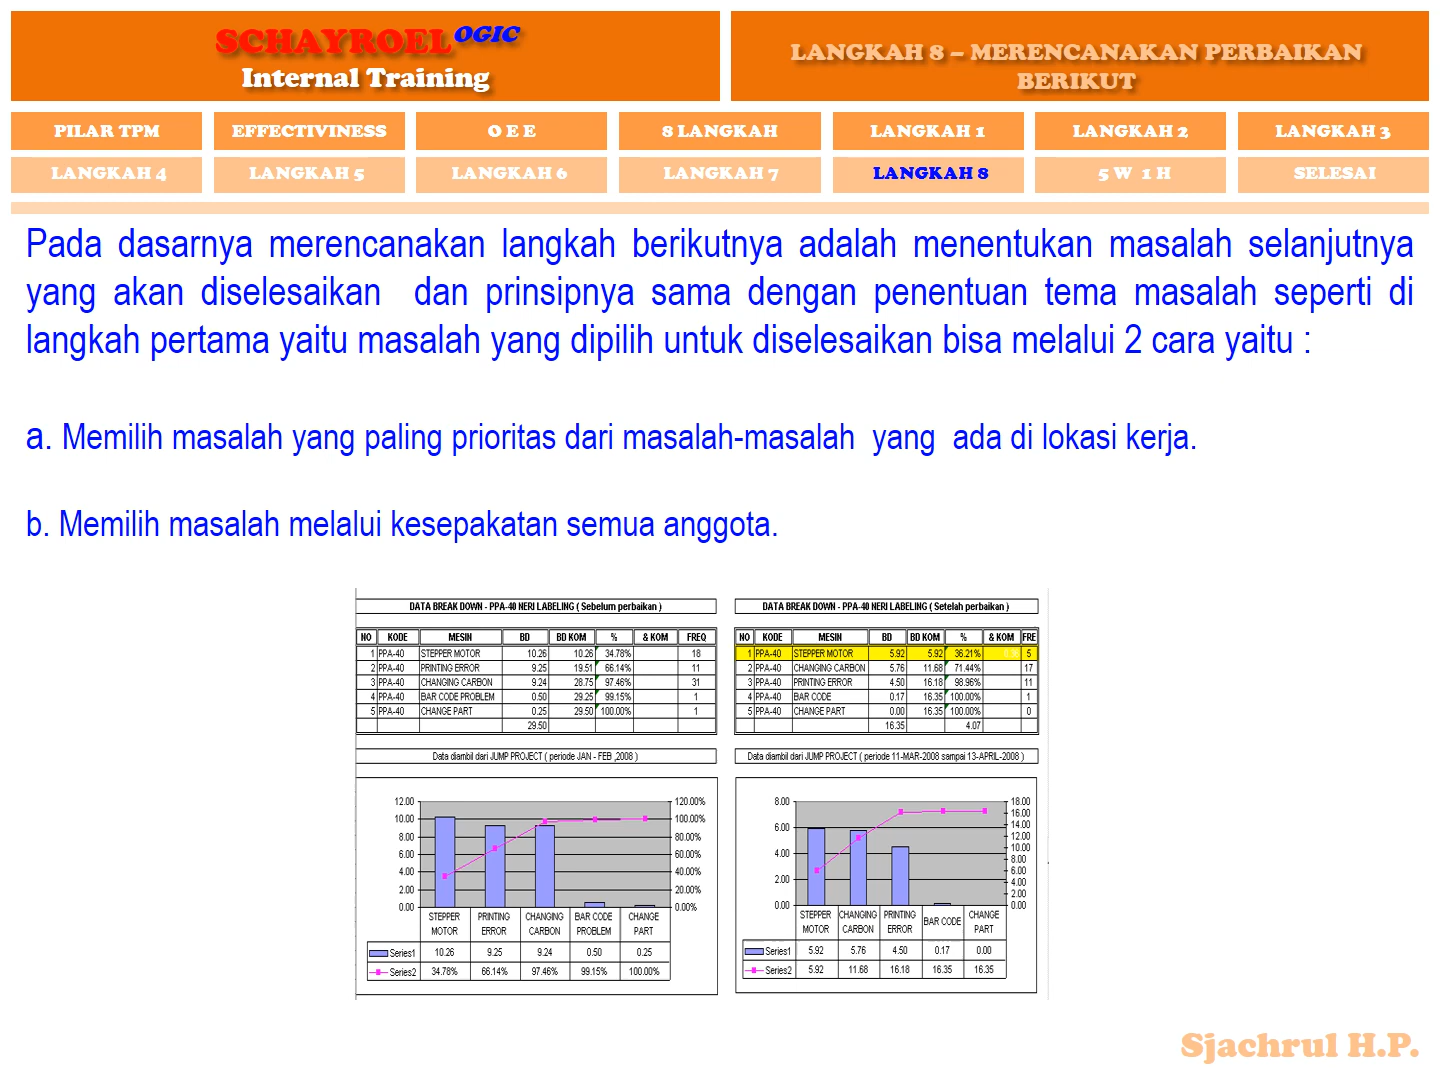 SCHAYROEL OGIC
Internal Training
LANGKAH 8 – MERENCANAKAN PERBAIKAN
BERIKUT
PILAR TPM EFFECTIVINESS O E E 8 LANGKAH LANGKAH 1 LANGKAH 2 LANGKAH 3
LANGKAH 4 LANGKAH 5 LANGKAH 6 LANGKAH 7 LANGKAH 8 5 W 1 H SELESAI
Pada dasarnya merencanakan langkah berikutnya adalah menentukan masalah selanjutnya
yang akan diselesaikan dan prinsipnya sama dengan penentuan tema masalah seperti di
langkah pertama yaitu masalah yang dipilih untuk diselesaikan bisa melalui 2 cara yaitu :
a. Memilih masalah yang paling prioritas dari masalah-masalah yang ada di lokasi kerja.
b. Memilih masalah melalui kesepakatan semua anggota.
DATA BREAK DOWN - PPA-40 NERI LABELING ( Sebelum perbaikan )
NO KODE MESIN BD BD KOM % & KOM FREQ
1 PPA-40 STEPPER MOTOR 10.26 10.26 34.78% 18
2 PPA-40 PRINTING ERROR 9.25 19.51 66.14% 11
3 PPA-40 CHANGING CARBON 9.24 28.75 97.46% 31
4 PPA-40 BAR CODE PROBLEM 0.50 29.25 99.15% 1
5 PPA-40 CHANGE PART 0.25 29.50 100.00% 1
29.50
Data diambil dari JUMP PROJECT ( periode JAN - FEB ,2008 )
12.00
10.00
8.00
6.00
4.00
2.00
0.00
120.00%
100.00%
80.00%
60.00%
40.00%
20.00%
0.00%
STEPPER MOTOR PRINTING ERROR CHANGING CARBON BAR CODE PROBLEM CHANGE PART
Series1 10.26 9.25 9.24 0.50 0.25
Series2 34.78% 66.14% 97.46% 99.15% 100.00%
DATA BREAK DOWN - PPA-40 NERI LABELING ( Setelah perbaikan )
NO KODE MESIN BD BD KOM % & KOM FRE
1 PPA-40 STEPPER MOTOR 5.92 5.92 36.21% 5
2 PPA-40 CHANGING CARBON 5.76 11.68 71.44% 17
3 PPA-40 PRINTING ERROR 4.50 16.18 98.96% 11
4 PPA-40 BAR CODE 0.17 16.35 100.00% 1
5 PPA-40 CHANGE PART 0.00 16.35 100.00% 0
16.35 4.07
Data diambil dari JUMP PROJECT ( periode 11-MAR-2008 sampai 13-APRIL-2008 )
8.00
6.00
4.00
2.00
0.00
18.00
16.00
14.00
12.00
10.00
8.00
6.00
4.00
2.00
0.00
STEPPER MOTOR CHANGING CARBON PRINTING ERROR BAR CODE CHANGE PART
Series1 5.92 5.76 4.50 0.17 0.00
Series2 5.92 11.68 16.18 16.35 16.35
Sjachrul H.P.